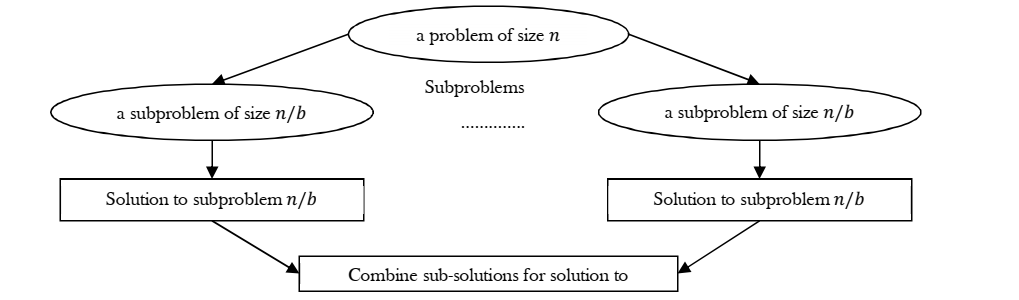 a problem of size n
Subproblems
a subproblem of size n/b
..............
a subproblem of size n/b
Solution to subproblem n/b
Solution to subproblem n/b
Combine sub-solutions for solution to